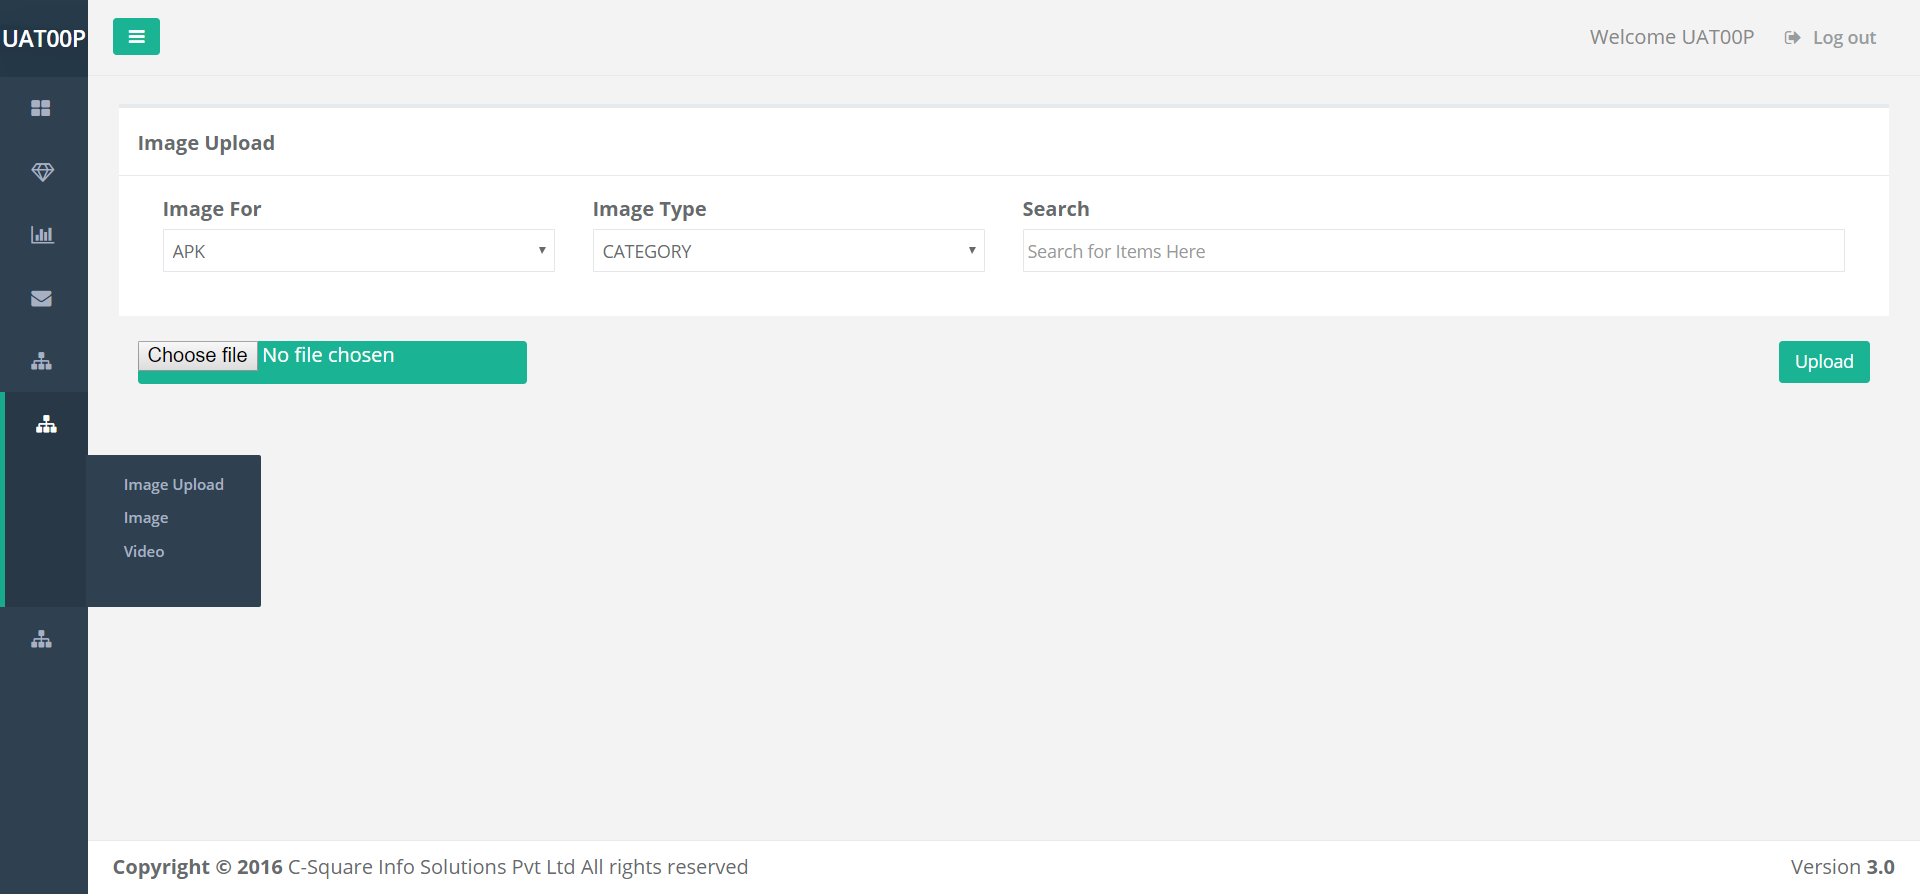 UAT00P
Welcome UAT00P
Log out
Image Upload
Image For
Image Type
Search
APK
CATEGORY
Search for Items Here
Choose file No file chosen
Upload
Image Upload
Image
Video
Copyright © 2016 C-Square Info Solutions Pvt Ltd All rights reserved
Version 3.0